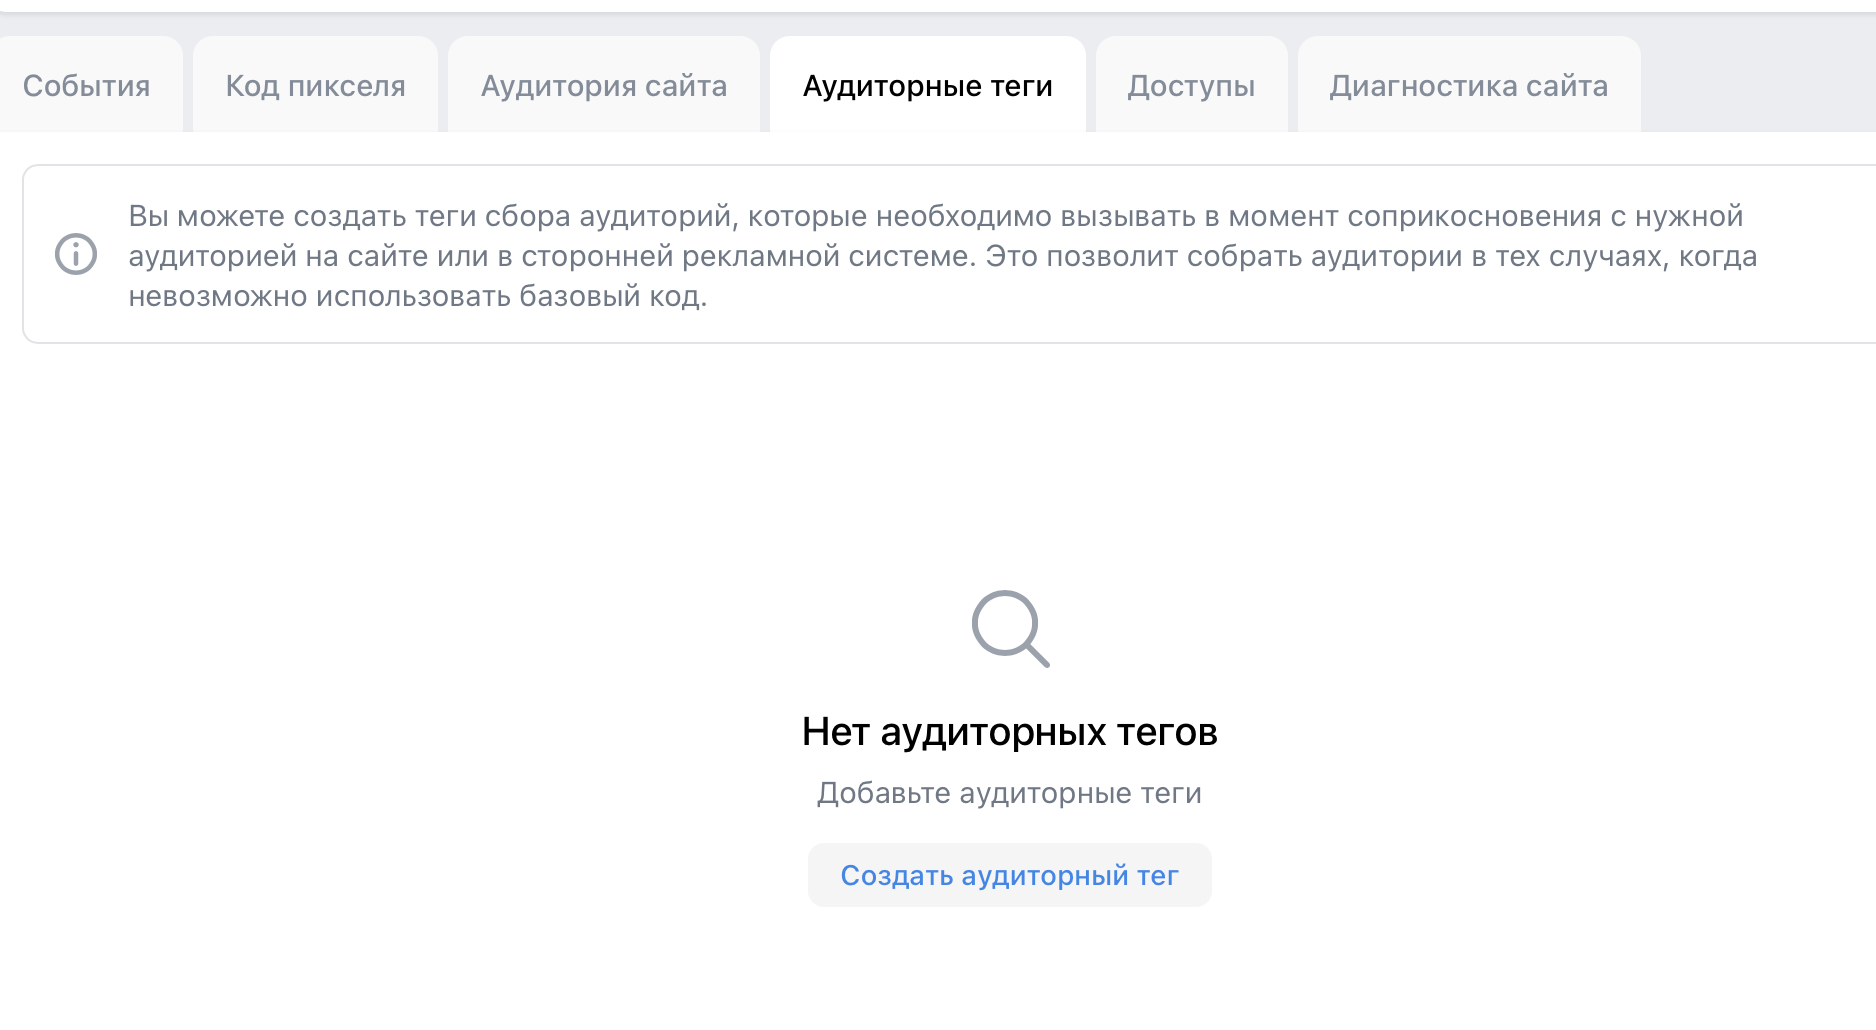 События
Код пикселя
Аудитория сайта
Аудиторные теги
Доступы
Диагностика сайта
Вы можете создать теги сбора аудиторий, которые необходимо вызывать в момент соприкосновения с нужной
аудиторией на сайте или в сторонней рекламной системе. Это позволит собрать аудитории в тех случаях, когда
невозможно использовать базовый код.
Нет аудиторных тегов
Добавьте аудиторные теги
Создать аудиторный тег